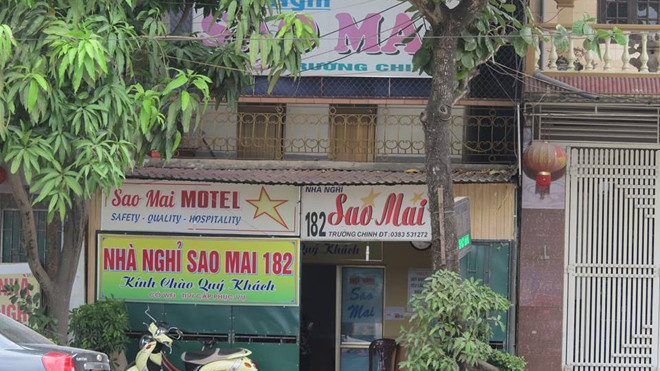 SAO MA
TRƯỜNG CHINH
Sao Mai MOTEL
SAFETY - QUALITY - HOSPITALITY
NHÀ NGHỈ
182 Sao Mai
TRƯỜNG CHINH ĐT: 0383 531272
NHÀ NGHỈ SAO MAI 182
Kính Chào Quý Khách
Quý Khách
Sao
Mai